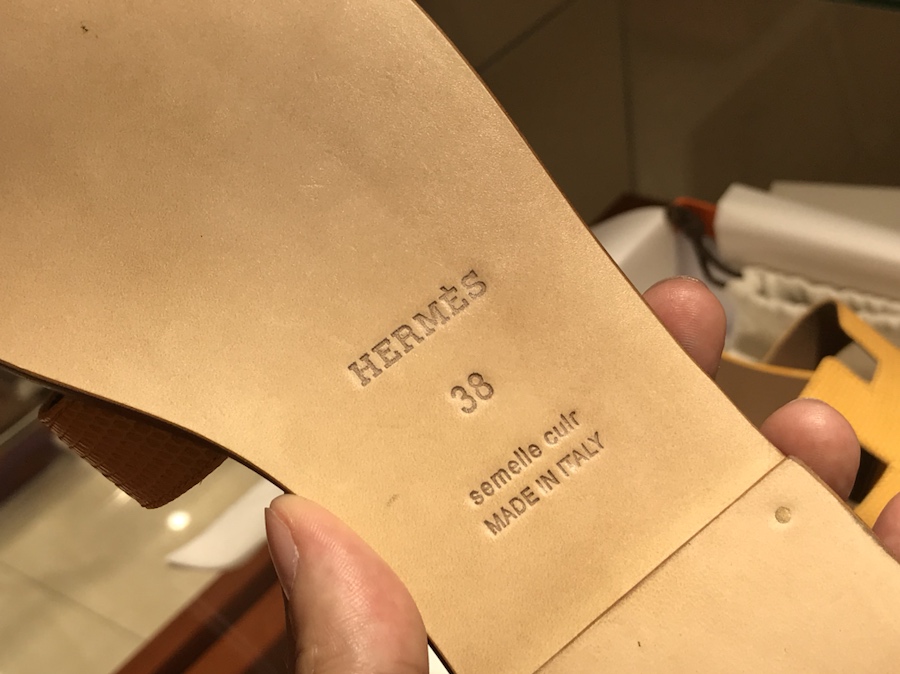 HERMÈS
38
semelle cuir
MADE IN ITALY